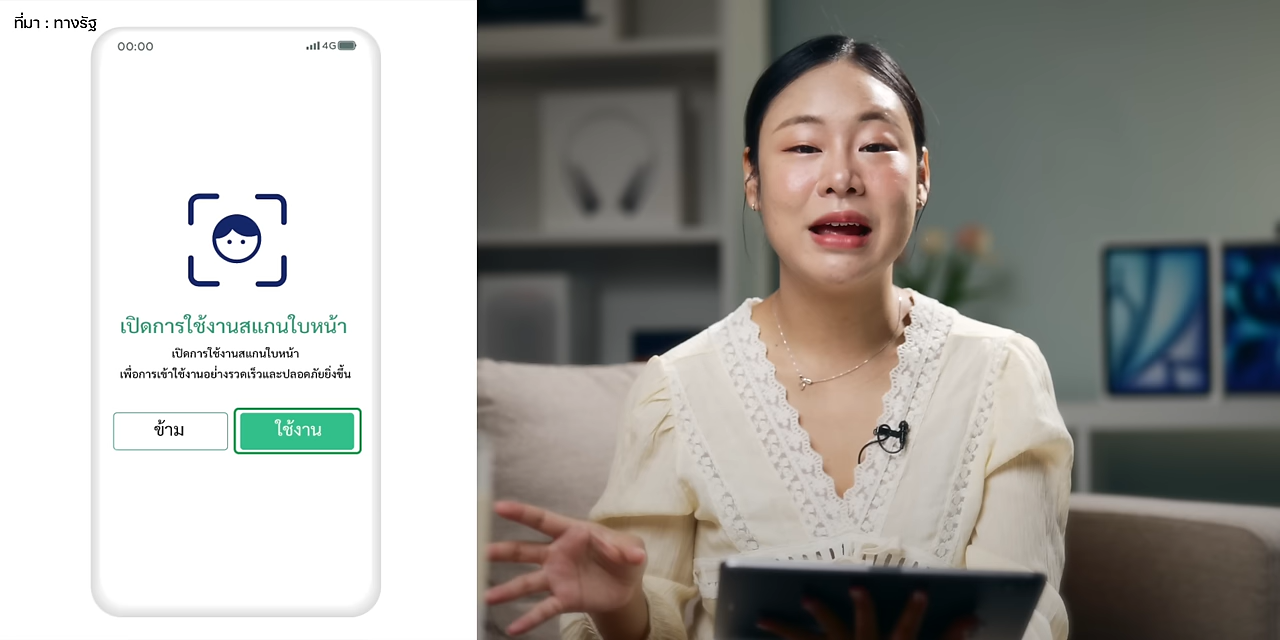 ที่มา : ทางรัฐ
00:00 4G
เปิดการใช้งานสแกนใบหน้า
เปิดการใช้งานสแกนใบหน้า
เพื่อการเข้าใช้งานอย่างรวดเร็วและปลอดภัยยิ่งขึ้น
ข้าม ใช้งาน